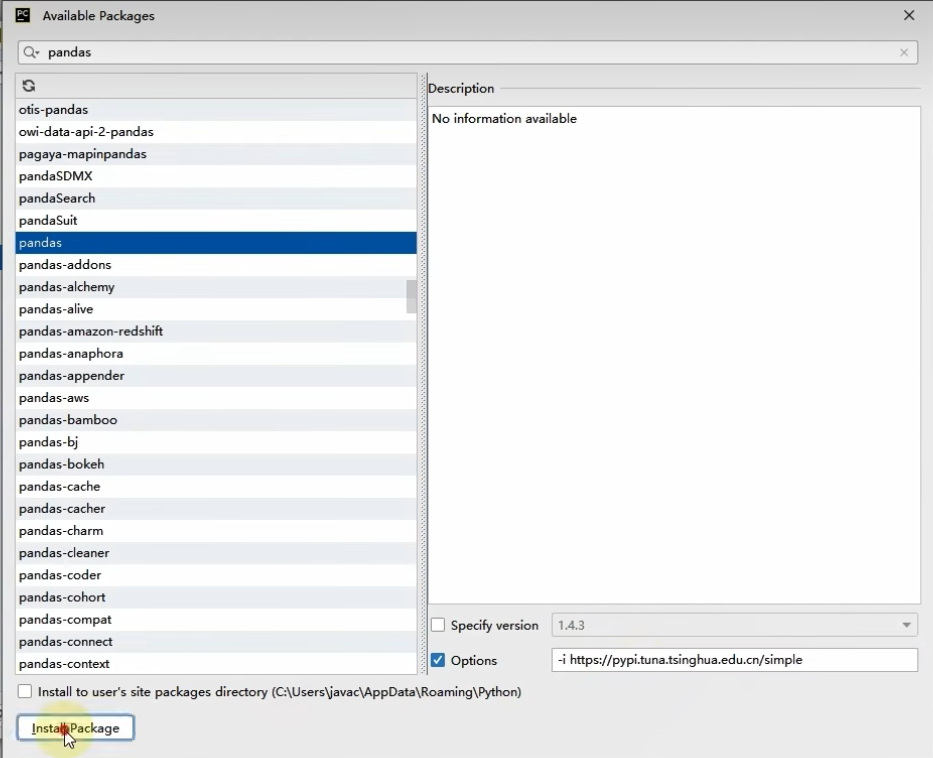 PC Available Packages
pandas
Description
otis-pandas
owi-data-api-2-pandas
pagaya-mapinpandas
pandaSDMX
pandaSearch
pandaSuit
pandas
pandas-addons
pandas-alchemy
pandas-alive
pandas-amazon-redshift
pandas-anaphora
pandas-appender
pandas-aws
pandas-bamboo
pandas-bj
pandas-bokeh
pandas-cache
pandas-cacher
pandas-charm
pandas-cleaner
pandas-coder
pandas-cohort
pandas-compat
pandas-connect
pandas-context
No information available
Specify version 1.4.3
Options -i https://pypi.tuna.tsinghua.edu.cn/simple
Install to user's site packages directory (C:\Users\javac\AppData\Roaming\Python)
Install Package